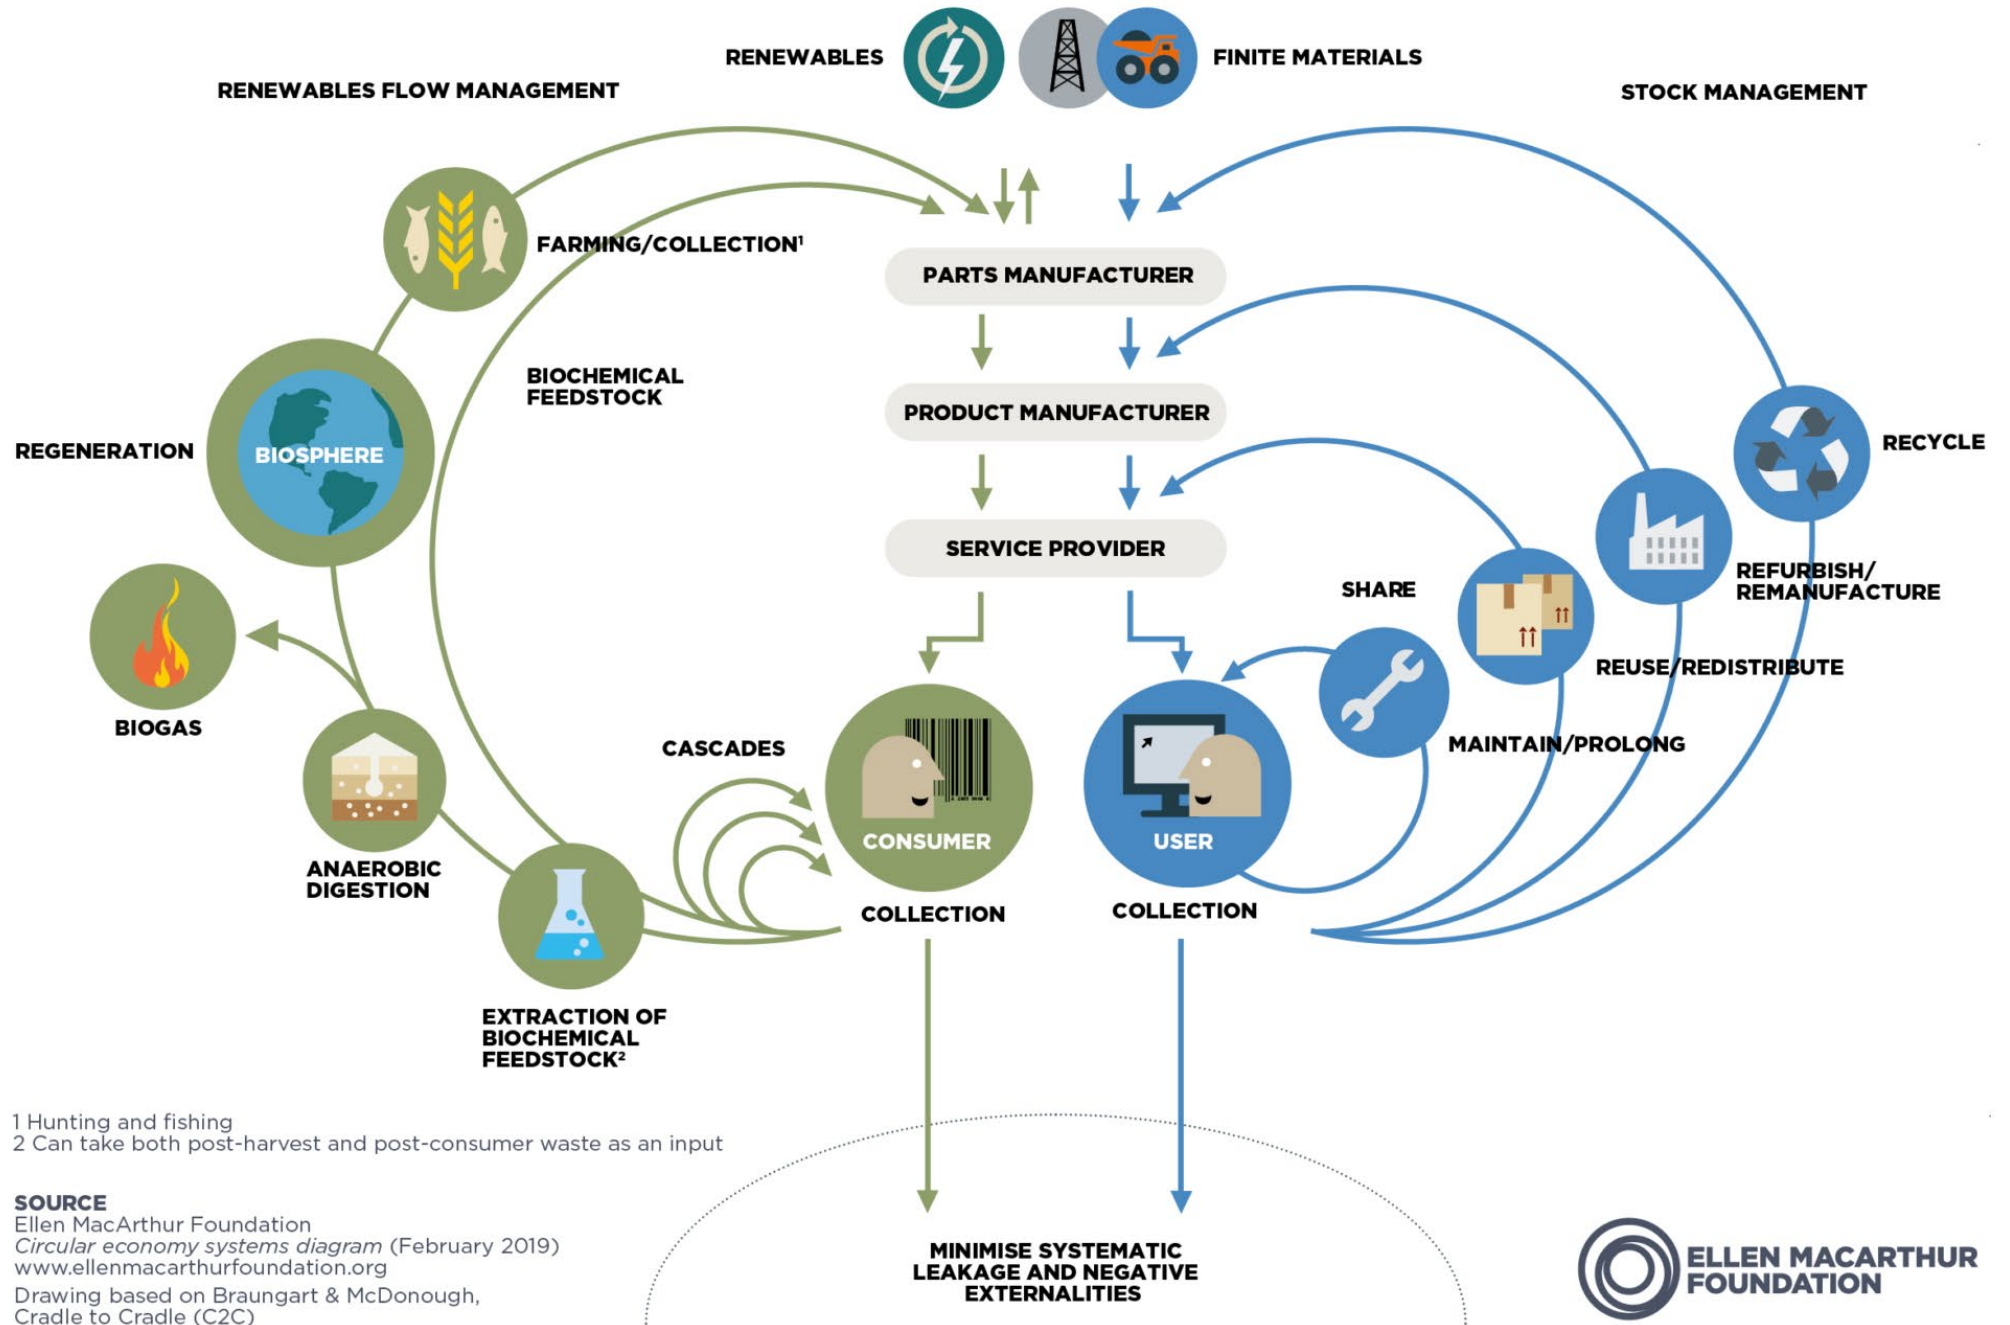 RENEWABLES
FINITE MATERIALS
RENEWABLES FLOW MANAGEMENT
STOCK MANAGEMENT
FARMING/COLLECTION¹
PARTS MANUFACTURER
BIOCHEMICAL
FEEDSTOCK
PRODUCT MANUFACTURER
REGENERATION
BIOSPHERE
RECYCLE
SERVICE PROVIDER
SHARE
REFURBISH/
REMANUFACTURE
REUSE/REDISTRIBUTE
BIOGAS
CASCADES
MAINTAIN/PROLONG
CONSUMER
USER
ANAEROBIC
DIGESTION
COLLECTION
COLLECTION
EXTRACTION OF
BIOCHEMICAL
FEEDSTOCK²
1 Hunting and fishing
2 Can take both post-harvest and post-consumer waste as an input
SOURCE
Ellen MacArthur Foundation
Circular economy systems diagram (February 2019)
www.ellenmacarthurfoundation.org
Drawing based on Braungart & McDonough,
Cradle to Cradle (C2C)
MINIMISE SYSTEMATIC
LEAKAGE AND NEGATIVE
EXTERNALITIES
ELLEN MACARTHUR
FOUNDATION